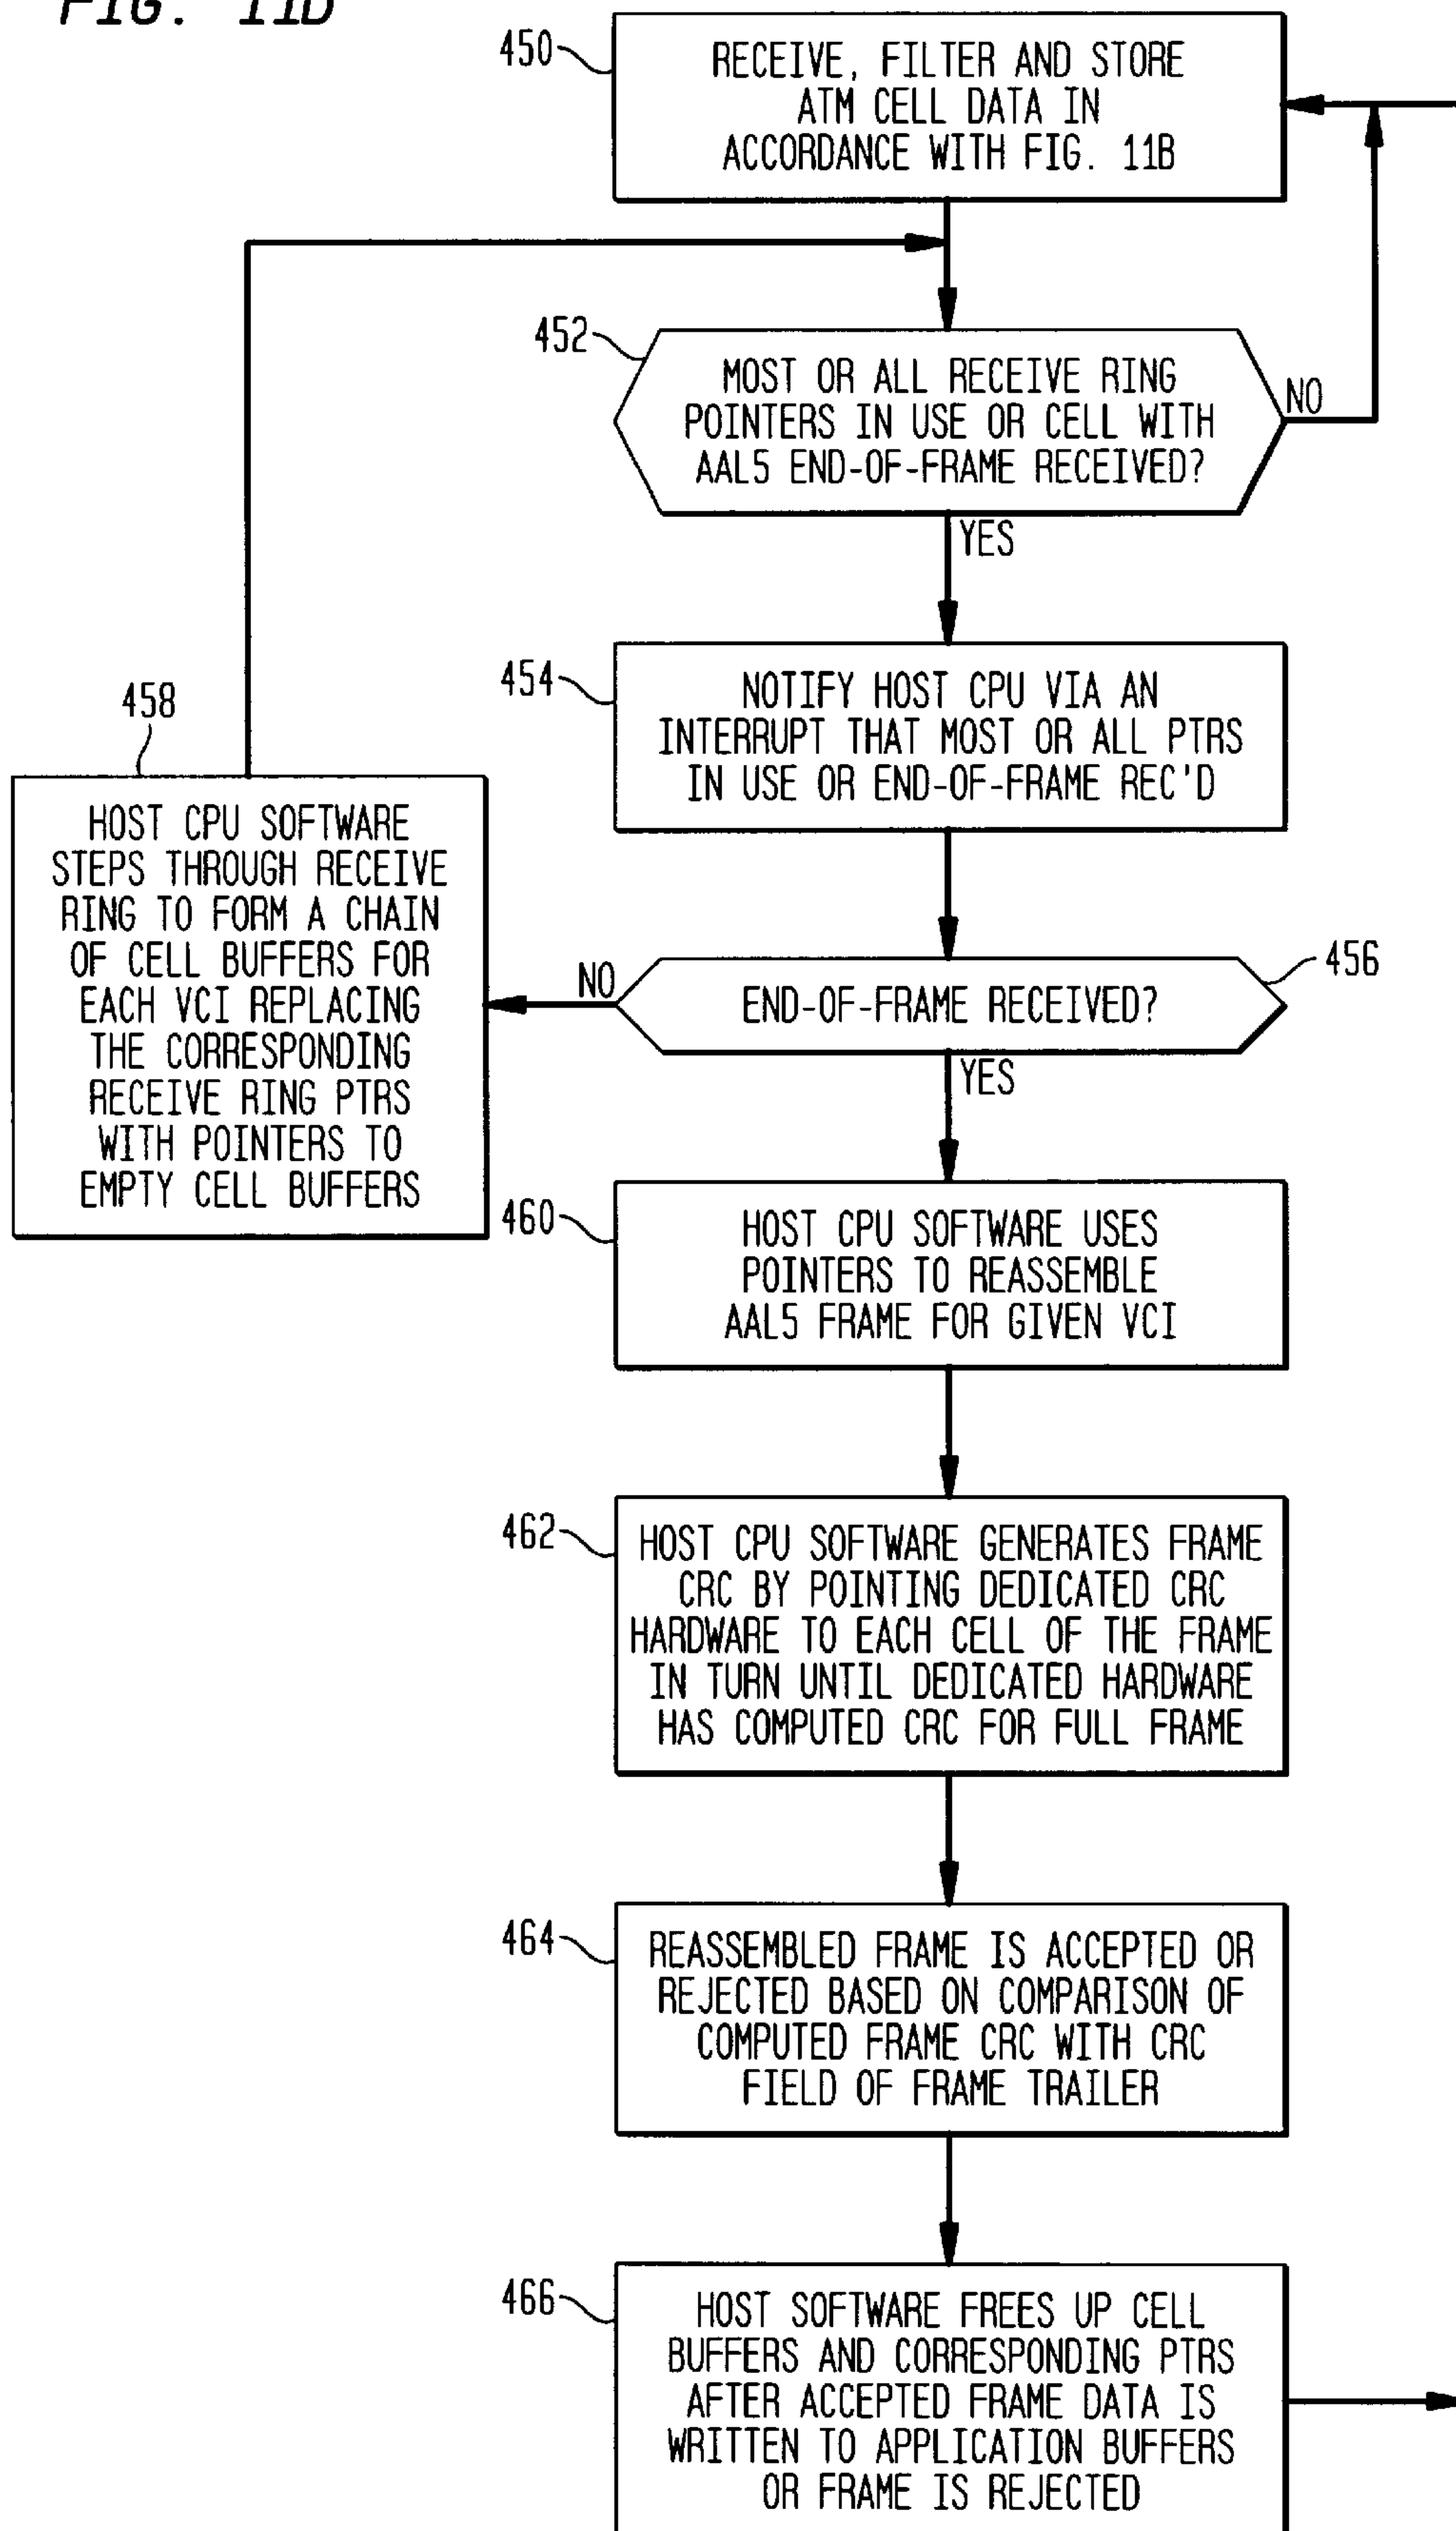 FIG. 11D
450
RECEIVE, FILTER AND STORE
ATM CELL DATA IN
ACCORDANCE WITH FIG. 11B
452
MOST OR ALL RECEIVE RING
POINTERS IN USE OR CELL WITH
AAL5 END-OF-FRAME RECEIVED?
NO
YES
454
NOTIFY HOST CPU VIA AN
INTERRUPT THAT MOST OR ALL PTRS
IN USE OR END-OF-FRAME REC'D
458
HOST CPU SOFTWARE
STEPS THROUGH RECEIVE
RING TO FORM A CHAIN
OF CELL BUFFERS FOR
EACH VCI REPLACING
THE CORRESPONDING
RECEIVE RING PTRS
WITH POINTERS TO
EMPTY CELL BUFFERS
NO
END-OF-FRAME RECEIVED?
456
YES
460
HOST CPU SOFTWARE USES
POINTERS TO REASSEMBLE
AAL5 FRAME FOR GIVEN VCI
462
HOST CPU SOFTWARE GENERATES FRAME
CRC BY POINTING DEDICATED CRC
HARDWARE TO EACH CELL OF THE FRAME
IN TURN UNTIL DEDICATED HARDWARE
HAS COMPUTED CRC FOR FULL FRAME
464
REASSEMBLED FRAME IS ACCEPTED OR
REJECTED BASED ON COMPARISON OF
COMPUTED FRAME CRC WITH CRC
FIELD OF FRAME TRAILER
466
HOST SOFTWARE FREES UP CELL
BUFFERS AND CORRESPONDING PTRS
AFTER ACCEPTED FRAME DATA IS
WRITTEN TO APPLICATION BUFFERS
OR FRAME IS REJECTED